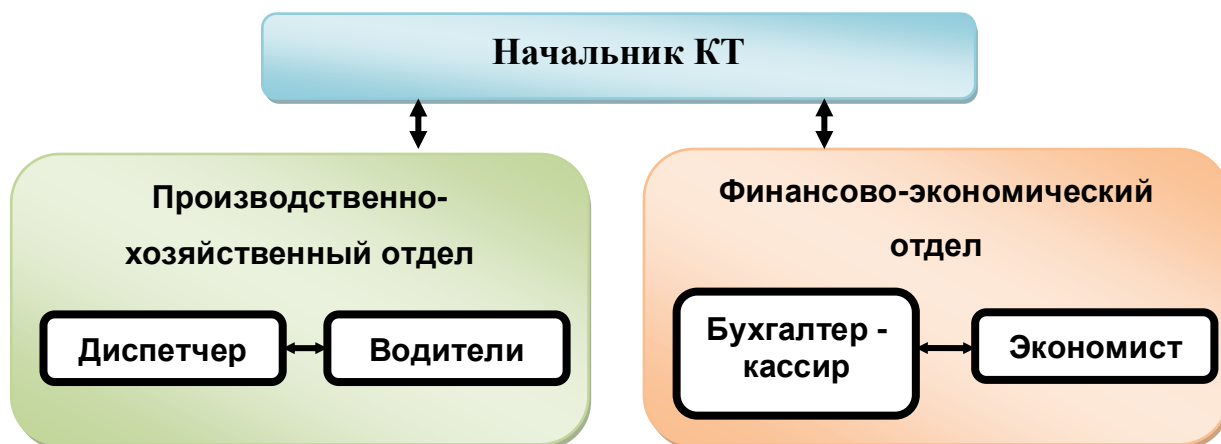 Начальник КТ
Производственно-
хозяйственный отдел
Диспетчер
Водители
Финансово-экономический
отдел
Бухгалтер -
кассир
Экономист